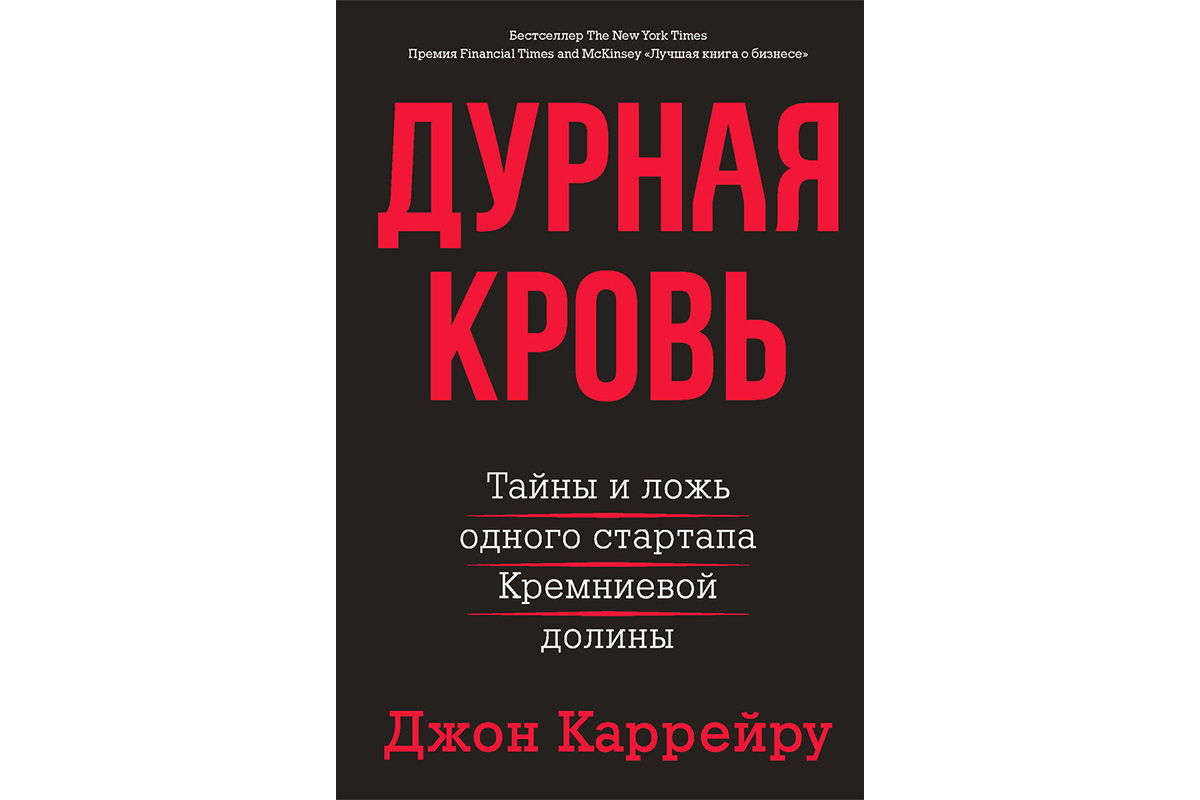 Бестселлер The New York Times
Премия Financial Times and McKinsey «Лучшая книга о бизнесе»
ДУРНАЯ
КРОВЬ
Тайны и ложь
одного стартапа
Кремниевой
долины
Джон Каррейру